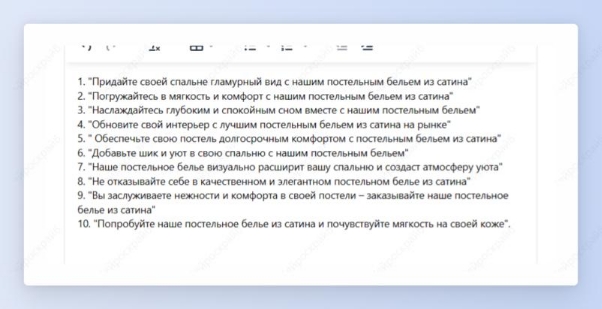 1. "Придайте своей спальне гламурный вид с нашим постельным бельем из сатина"
2. "Погружайтесь в мягкость и комфорт с нашим постельным бельем из сатина"
3. "Наслаждайтесь глубоким и спокойным сном вместе с нашим постельным бельем"
4. "Обновите свой интерьер с лучшим постельным бельем из сатина на рынке"
5. " Обеспечьте свою постель долгосрочным комфортом с постельным бельем из сатина"
6. "Добавьте шик и уют в свою спальню с нашим постельным бельем"
7. "Наше постельное белье визуально расширит вашу спальню и создаст атмосферу уюта"
8. "Не отказывайте себе в качественном и элегантном постельном белье из сатина"
9. "Вы заслуживаете нежности и комфорта в своей постели – заказывайте наше постельное
белье из сатина"
10. "Попробуйте наше постельное белье из сатина и почувствуйте мягкость на своей коже".